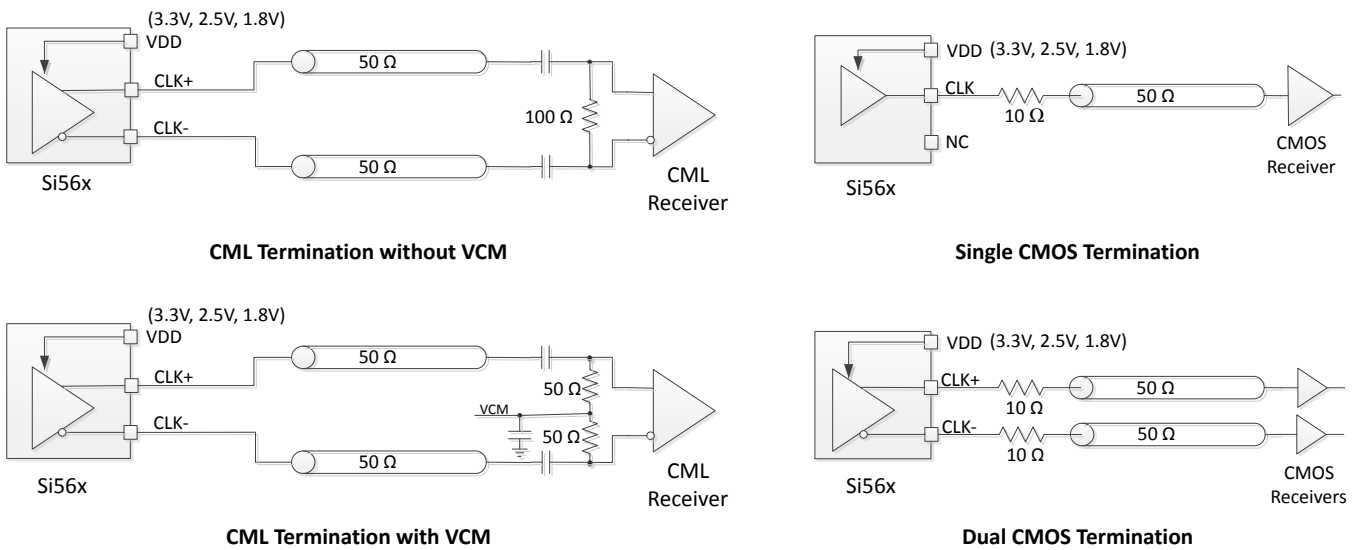 (3.3V, 2.5V, 1.8V)
VDD
CLK+
50 Ω
100 Ω
CLK-
50 Ω
Si56x
CML
Receiver
CML Termination without VCM
VDD (3.3V, 2.5V, 1.8V)
CLK
10 Ω
50 Ω
NC
CMOS
Receiver
Si56x
Single CMOS Termination
(3.3V, 2.5V, 1.8V)
VDD
CLK+
50 Ω
50 Ω
VCM
50 Ω
CLK-
50 Ω
Si56x
CML
Receiver
CML Termination with VCM
VDD (3.3V, 2.5V, 1.8V)
CLK+
10 Ω
50 Ω
CLK-
10 Ω
50 Ω
Si56x
CMOS
Receivers
Dual CMOS Termination